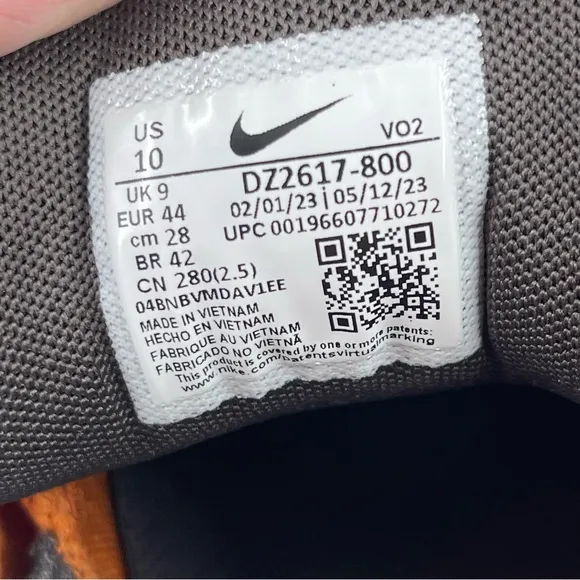 US
10
VO2
UK 9
EUR 44
cm 28
BR 42
CN 280(2.5)
DZ2617-800
02/01/23 | 05/12/23
UPC 00196607710272
04BNBVMDAV1EE
MADE IN VIETNAM
HECHO EN VIETNAM
FABRIQUE AU VIETNAM
FABRICADO NO VIETNÃ
This product is covered by one or more patents:
www.nike.com/patentsvirtualmarking